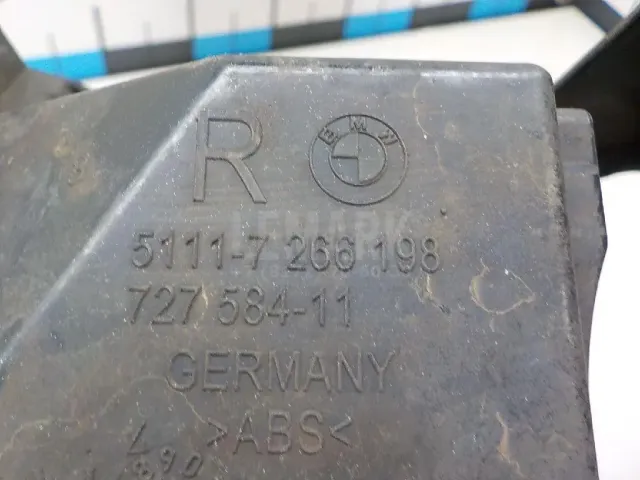 R BMW
5111-7 266 198
727 584-11
GERMANY
>ABS<